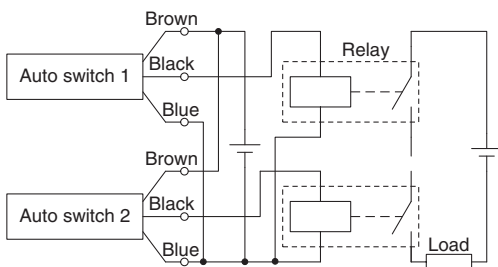 Brown
Relay
Auto switch 1
Black
Blue
Brown
Auto switch 2
Black
Blue
Load